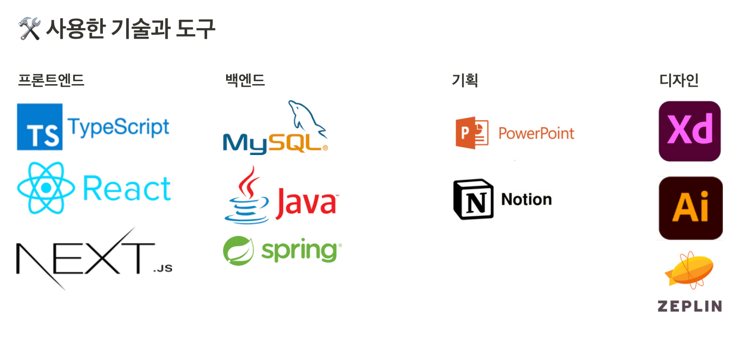 🛠 사용한 기술과 도구
프론트엔드
TS TypeScript
React
NEXT.JS
백엔드
MySQL®
Java™
spring®
기획
P PowerPoint
N Notion
디자인
Xd
Ai
ZEPLIN